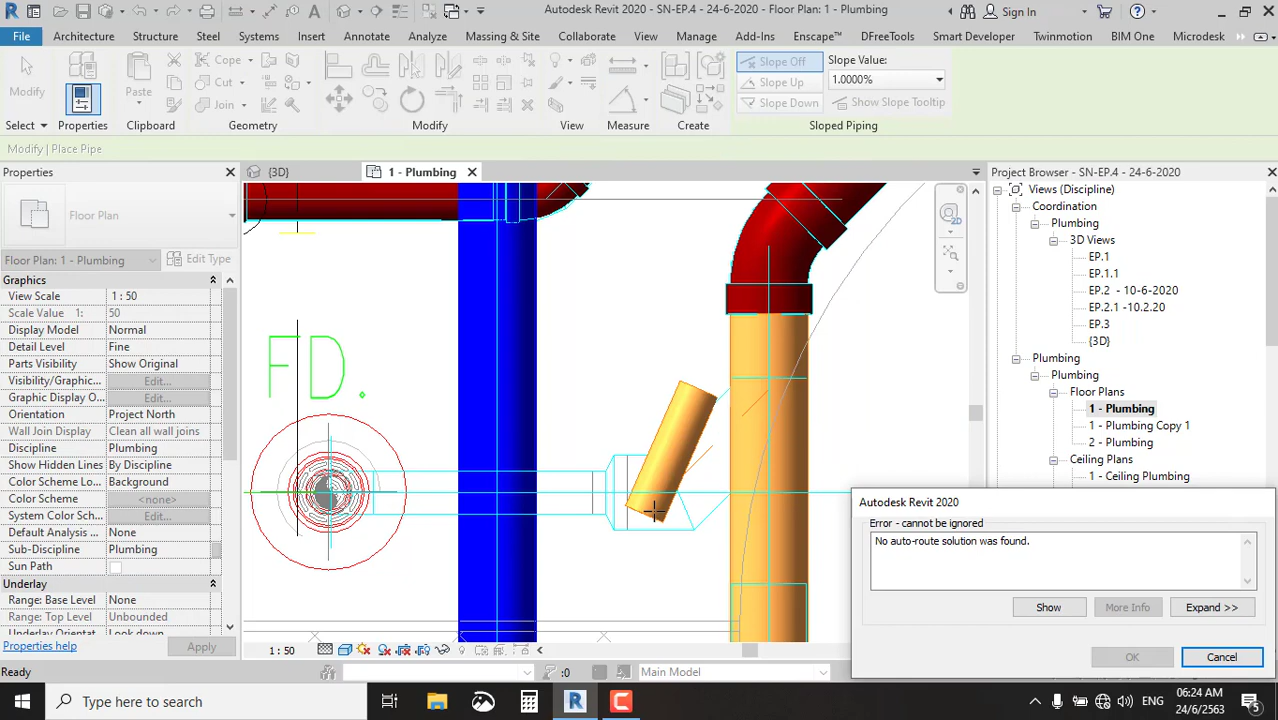 Autodesk Revit 2020 - SN-EP.4 - 24-6-2020 - Floor Plan: 1 - Plumbing
Sign In
File Architecture Structure Steel Systems Insert Annotate Analyze Massing & Site Collaborate View Manage Add-Ins Enscape™ DFreeTools Smart Developer Twinmotion BIM One Microdesk
Modify
Paste
Cope
Cut
Join
Slope Off
Slope Up
Slope Down
Slope Value:
1.0000%
Show Slope Tooltip
Select Properties Clipboard Geometry Modify View Measure Create Sloped Piping
Modify | Place Pipe
Properties
{3D}
1 - Plumbing
Project Browser - SN-EP.4 - 24-6-2020
Floor Plan
Floor Plan: 1 - Plumbing
Edit Type
Graphics
View Scale 1 : 50
Scale Value 1: 50
Display Model Normal
Detail Level Fine
Parts Visibility Show Original
Visibility/Graphic... Edit...
Graphic Display O... Edit...
Orientation Project North
Wall Join Display Clean all wall joins
Discipline Plumbing
Show Hidden Lines By Discipline
Color Scheme Lo... Background
Color Scheme <none>
System Color Sch... Edit...
Default Analysis ... None
Sub-Discipline Plumbing
Sun Path
Underlay
Range: Base Level None
Range: Top Level Unbounded
Underlay Orientat... Look down
Properties help
Apply
2D
FD.
Views (Discipline)
Coordination
Plumbing
3D Views
EP.1
EP.1.1
EP.2 - 10-6-2020
EP.2.1 -10.2.20
EP.3
{3D}
Plumbing
Plumbing
Floor Plans
1 - Plumbing
1 - Plumbing Copy 1
2 - Plumbing
Ceiling Plans
1 - Ceiling Plumbing
Autodesk Revit 2020
Error - cannot be ignored
No auto-route solution was found.
Show
More Info
Expand >>
OK
Cancel
1 : 50
Ready
:0
Main Model
Type here to search
ENG
06:24 AM
24/6/2563
5